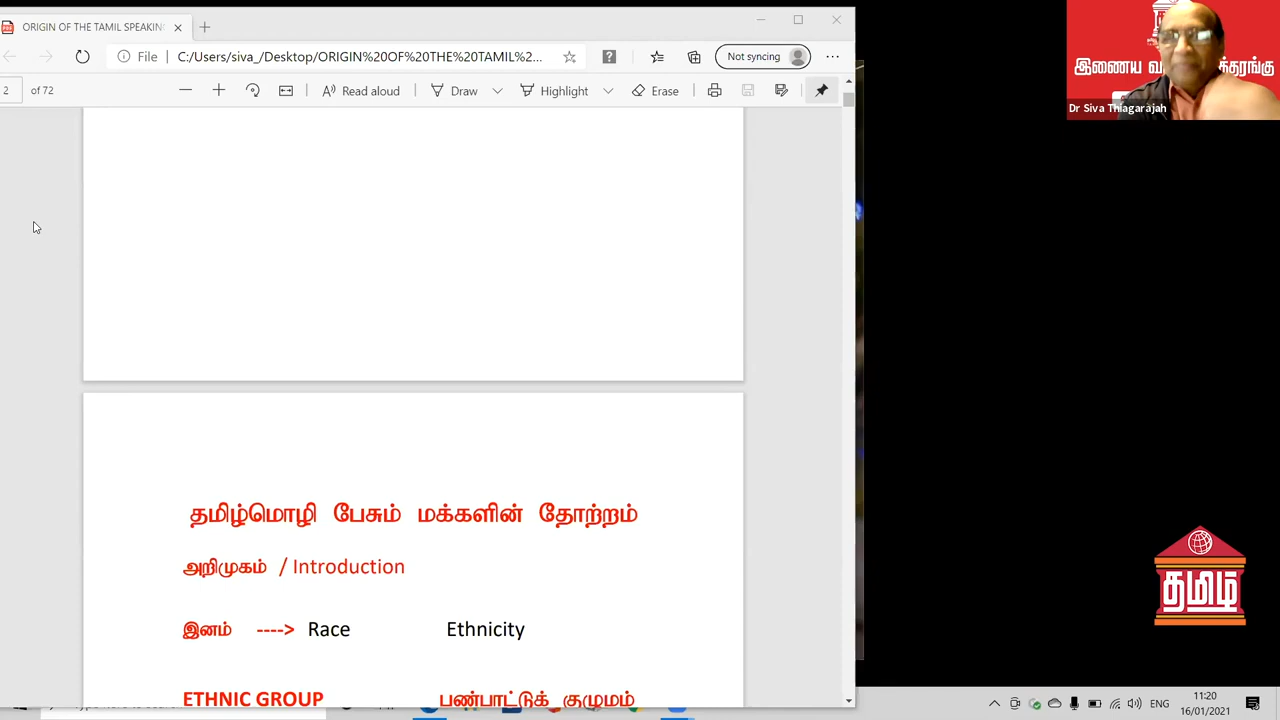 ORIGIN OF THE TAMIL SPEAKIN
File C:/Users/siva_/Desktop/ORIGIN%20OF%20THE%20TAMIL%2... Not syncing
2 of 72 Read aloud Draw Highlight Erase
தமிழ்மொழி பேசும் மக்களின் தோற்றம்
அறிமுகம் / Introduction
இனம் ----> Race Ethnicity
ETHNIC GROUP பண்பாட்டுக் குழுமம்
இணைய
Dr Siva Thiagarajah
தமிழ்
ENG
11:20
16/01/2021